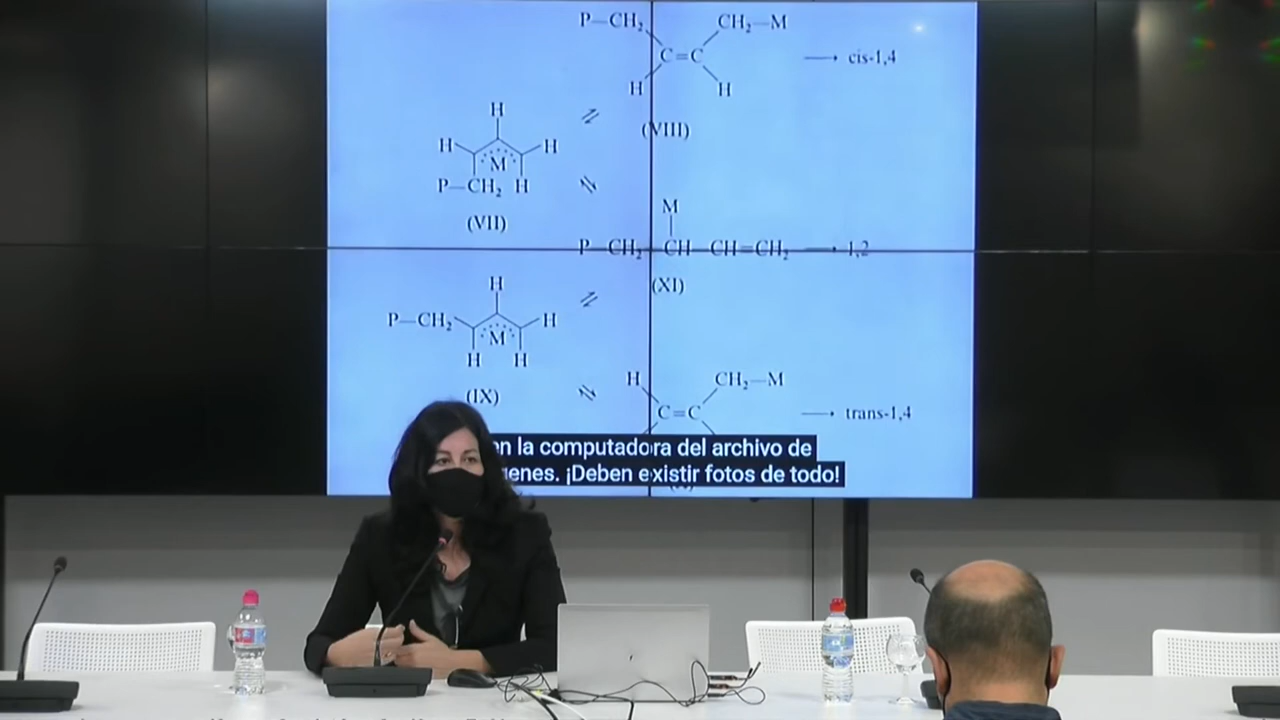 P—CH₂ CH₂—M
C=C → cis-1,4
H H
(VIII)
H
H H
M
P—CH₂ H
(VII)
M
P—CH₂—CH—CH=CH₂ → 1,2
(XI)
H
P—CH₂ H
M
H H
(IX)
H CH₂—M
C=C → trans-1,4
en la computadora del archivo de
. ¡Deben existir fotos de todo!